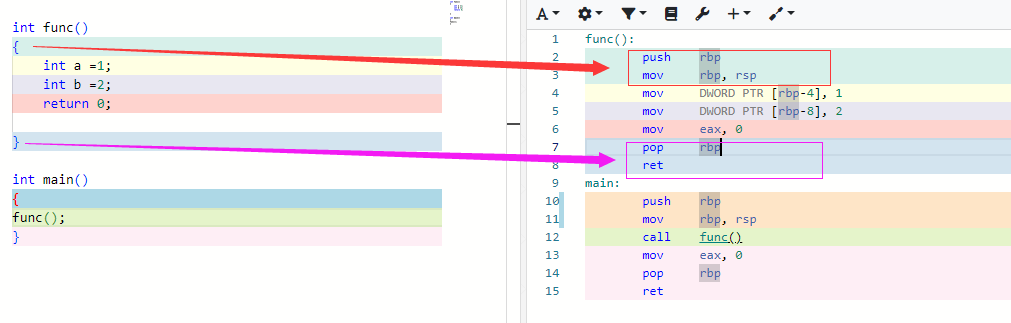 int func()
{
int a =1;
int b =2;
return 0;
}
int main()
{
func();
}
A
1 func():
2 push rbp
3 mov rbp, rsp
4 mov DWORD PTR [rbp-4], 1
5 mov DWORD PTR [rbp-8], 2
6 mov eax, 0
7 pop rbp
8 ret
9 main:
10 push rbp
11 mov rbp, rsp
12 call func()
13 mov eax, 0
14 pop rbp
15 ret